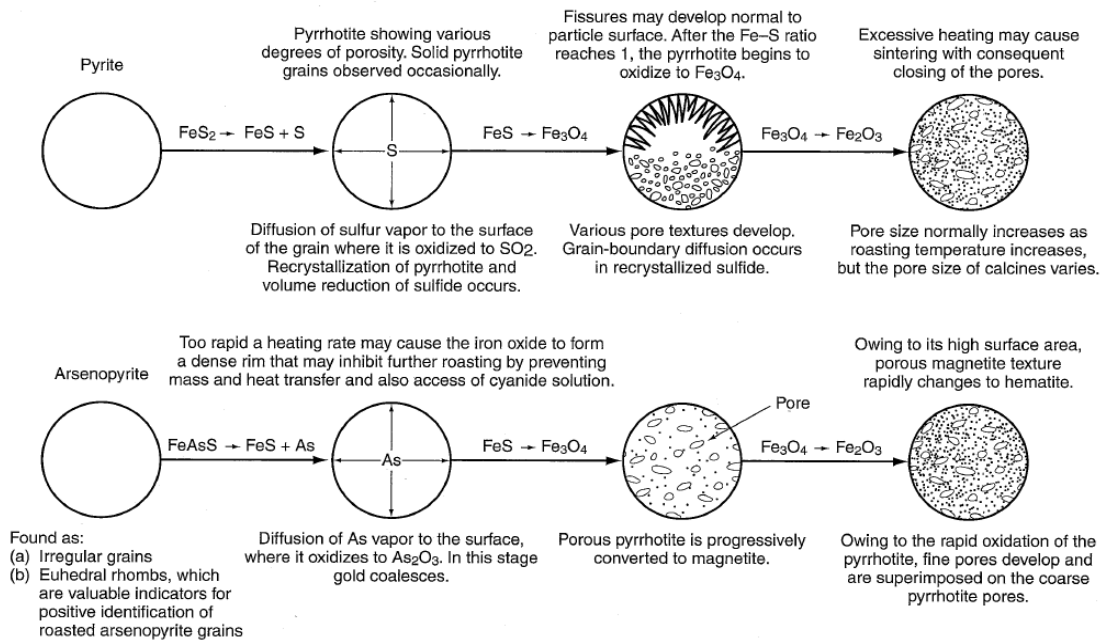 Pyrite
Pyrrhotite showing various
degrees of porosity. Solid pyrrhotite
grains observed occasionally.
Fissures may develop normal to
particle surface. After the Fe–S ratio
reaches 1, the pyrrhotite begins to
oxidize to Fe₃O₄.
Excessive heating may cause
sintering with consequent
closing of the pores.
FeS₂ → FeS + S
S
FeS → Fe₃O₄
Fe₃O₄ → Fe₂O₃
Diffusion of sulfur vapor to the surface
of the grain where it is oxidized to SO₂.
Recrystallization of pyrrhotite and
volume reduction of sulfide occurs.
Various pore textures develop.
Grain-boundary diffusion occurs
in recrystallized sulfide.
Pore size normally increases as
roasting temperature increases,
but the pore size of calcines varies.
Arsenopyrite
Too rapid a heating rate may cause the iron oxide to form
a dense rim that may inhibit further roasting by preventing
mass and heat transfer and also access of cyanide solution.
Owing to its high surface area,
porous magnetite texture
rapidly changes to hematite.
FeAsS → FeS + As
As
FeS → Fe₃O₄
Pore
Fe₃O₄ → Fe₂O₃
Found as:
(a) Irregular grains
(b) Euhedral rhombs, which
are valuable indicators for
positive identification of
roasted arsenopyrite grains
Diffusion of As vapor to the surface,
where it oxidizes to As₂O₃. In this stage
gold coalesces.
Porous pyrrhotite is progressively
converted to magnetite.
Owing to the rapid oxidation of the
pyrrhotite, fine pores develop and
are superimposed on the coarse
pyrrhotite pores.